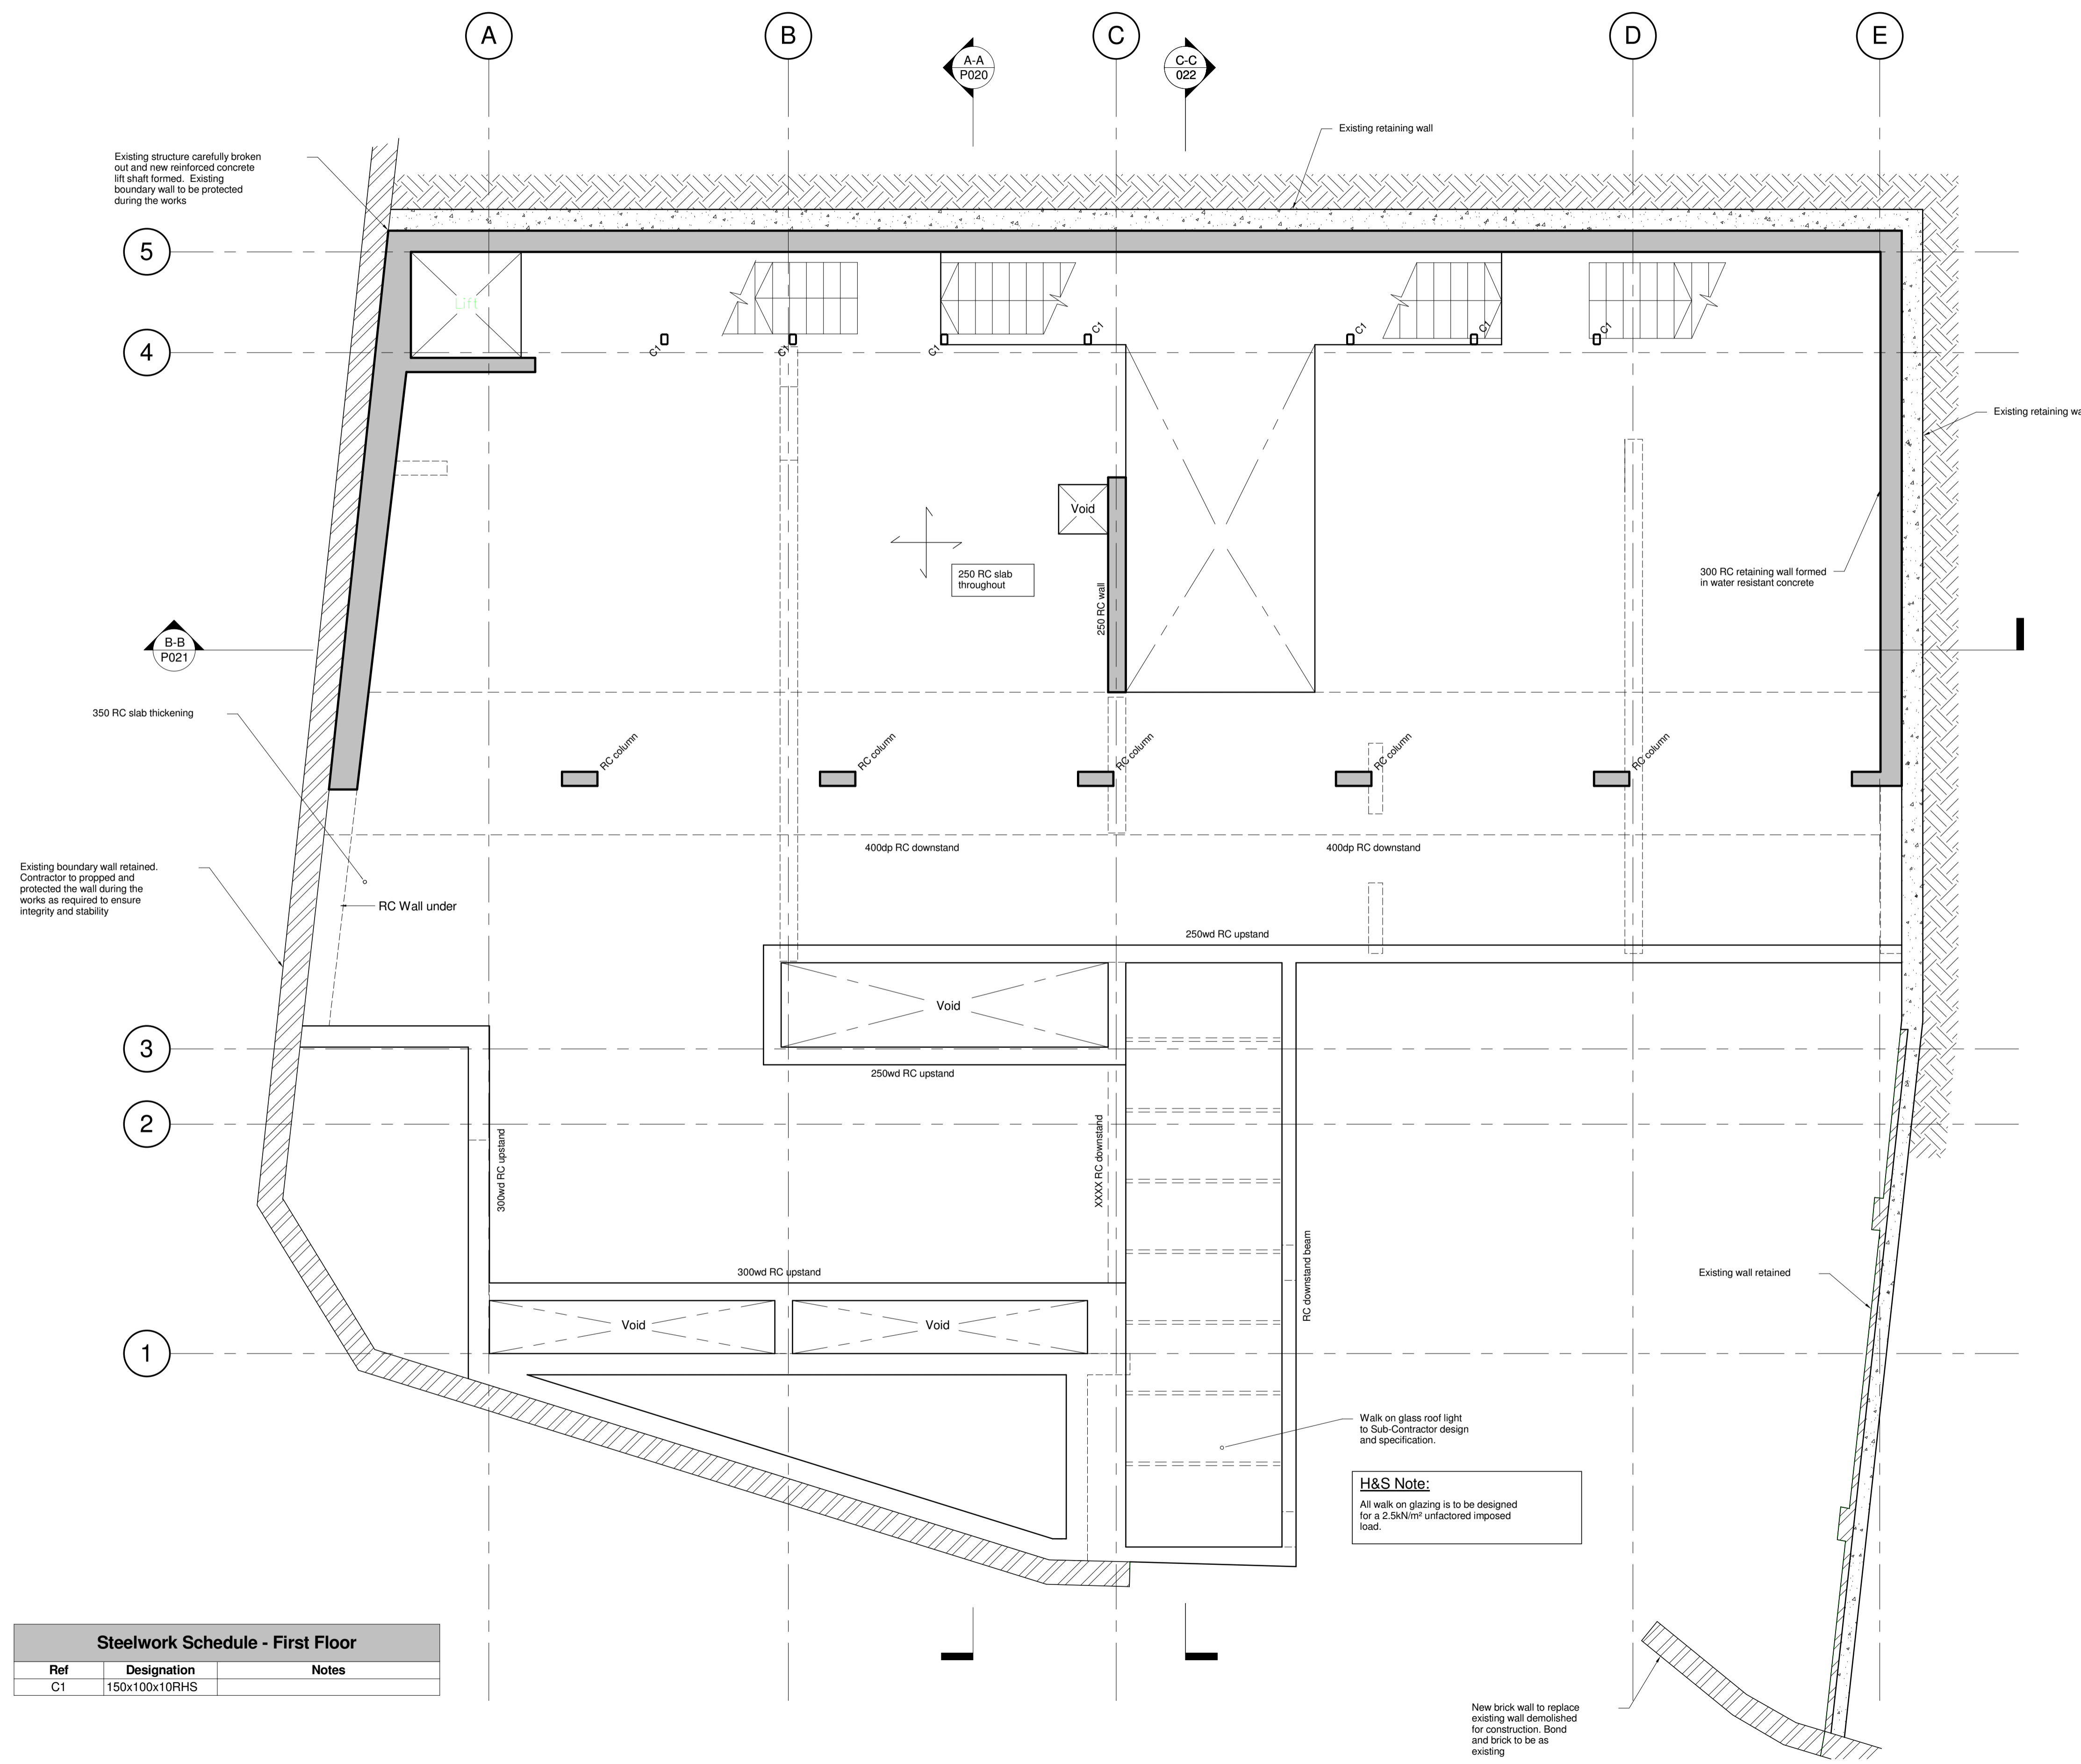 A
B
C
D
E
A-A
P020
C-C
022
Existing retaining wall
Existing structure carefully broken
out and new reinforced concrete
lift shaft formed. Existing
boundary wall to be protected
during the works
5
Lift
4
C1
C1
C1
C1
C1
C1
C1
Existing retaining wa
Void
250 RC slab
throughout
250 RC wall
300 RC retaining wall formed
in water resistant concrete
B-B
P021
350 RC slab thickening
RC column
RC column
RC column
RC column
RC column
400dp RC downstand
400dp RC downstand
Existing boundary wall retained.
Contractor to propped and
protected the wall during the
works as required to ensure
integrity and stability
RC Wall under
250wd RC upstand
Void
3
250wd RC upstand
2
300wd RC upstand
XXXX RC downstand
RC downstand beam
300wd RC upstand
Existing wall retained
Void
Void
1
Walk on glass roof light
to Sub-Contractor design
and specification.
H&S Note:
All walk on glazing is to be designed
for a 2.5kN/m² unfactored imposed
load.
Steelwork Schedule - First Floor
Ref Designation Notes
C1 150x100x10RHS
New brick wall to replace
existing wall demolished
for construction. Bond
and brick to be as
existing